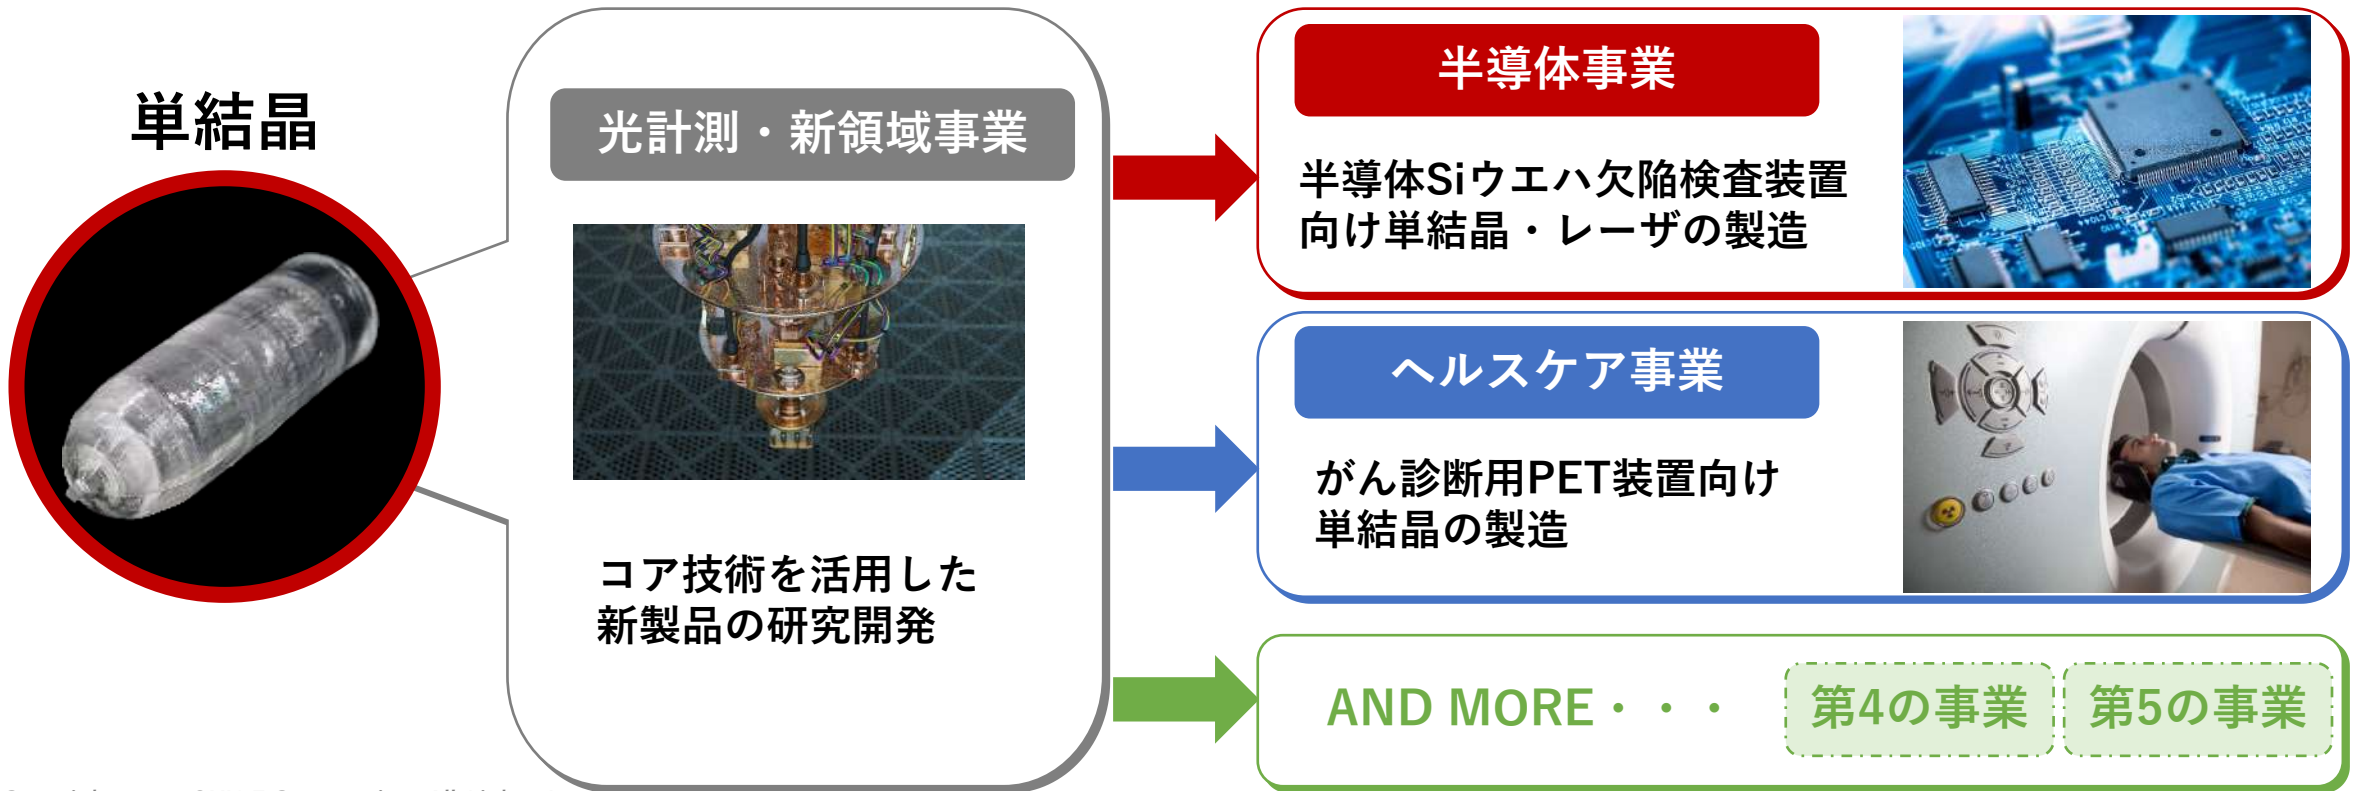 単結晶
光計測・新領域事業
コア技術を活用した
新製品の研究開発
半導体事業
半導体Siウエハ欠陥検査装置
向け単結晶・レーザの製造
ヘルスケア事業
がん診断用PET装置向け
単結晶の製造
AND MORE・・・
第4の事業
第5の事業